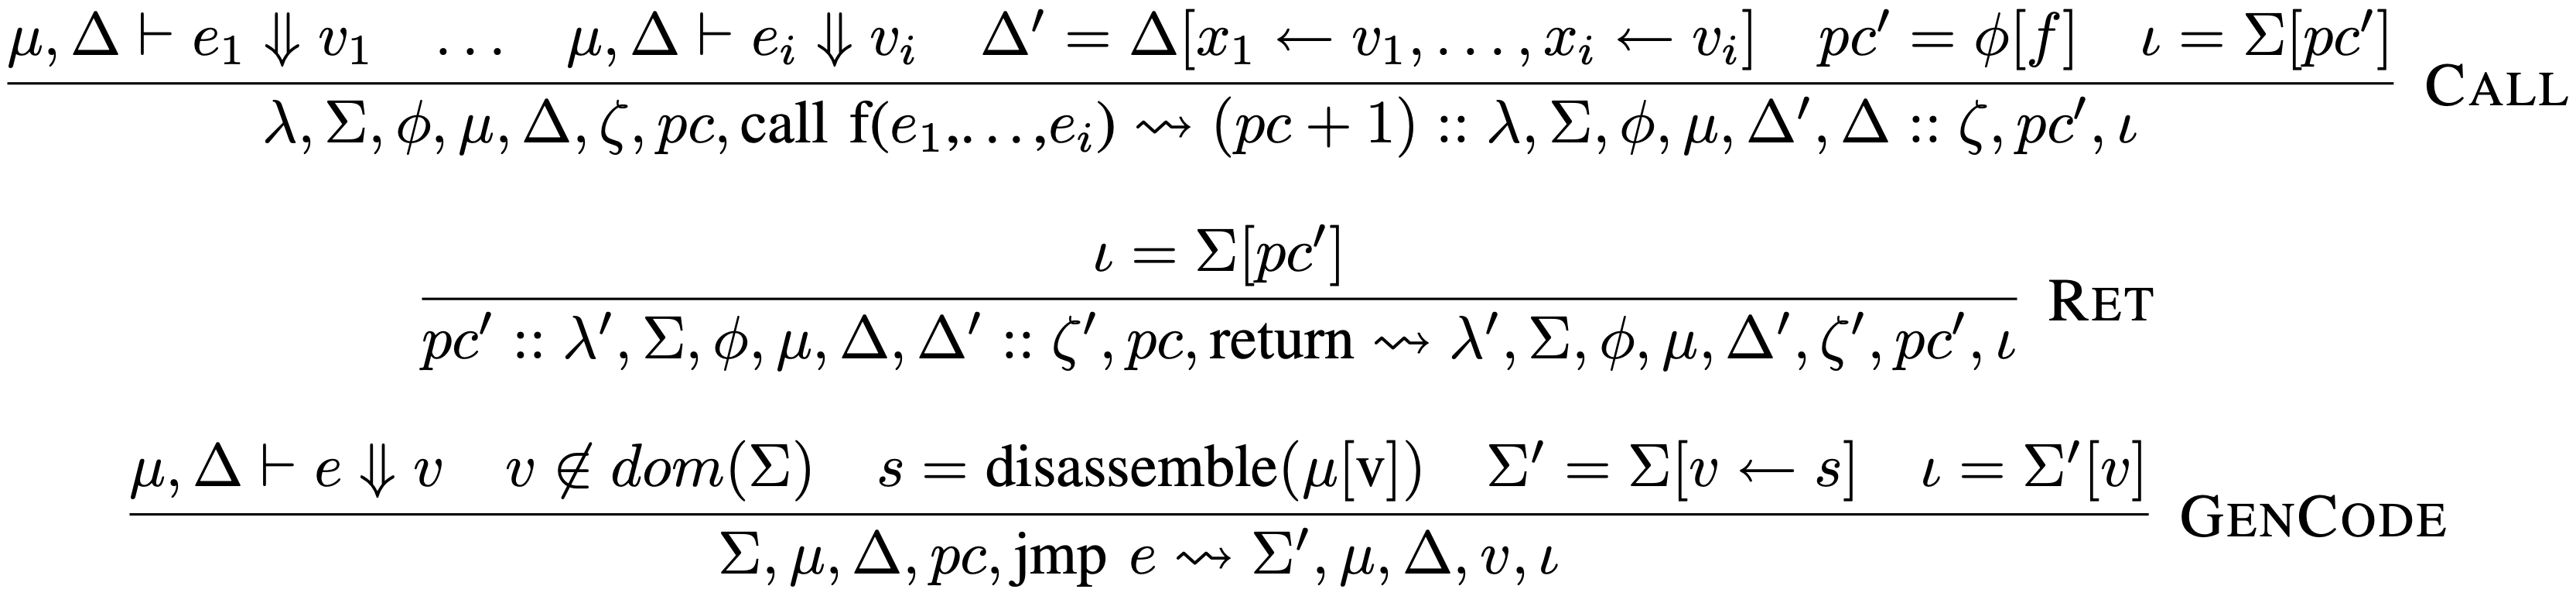 μ, Δ ⊢ e₁ ⇓ v₁ … μ, Δ ⊢ eᵢ ⇓ vᵢ Δ′ = Δ[x₁ ← v₁, …, xᵢ ← vᵢ] pc′ = φ[f] ι = Σ[pc′]
CALL
λ, Σ, φ, μ, Δ, ζ, pc, call f(e₁,…,eᵢ) ⇝ (pc + 1) :: λ, Σ, φ, μ, Δ′, Δ :: ζ, pc′, ι
ι = Σ[pc′]
RET
pc′ :: λ′, Σ, φ, μ, Δ, Δ′ :: ζ′, pc, return ⇝ λ′, Σ, φ, μ, Δ′, ζ′, pc′, ι
μ, Δ ⊢ e ⇓ v v ∉ dom(Σ) s = disassemble(μ[v]) Σ′ = Σ[v ← s] ι = Σ′[v]
GENCODE
Σ, μ, Δ, pc, jmp e ⇝ Σ′, μ, Δ, v, ι